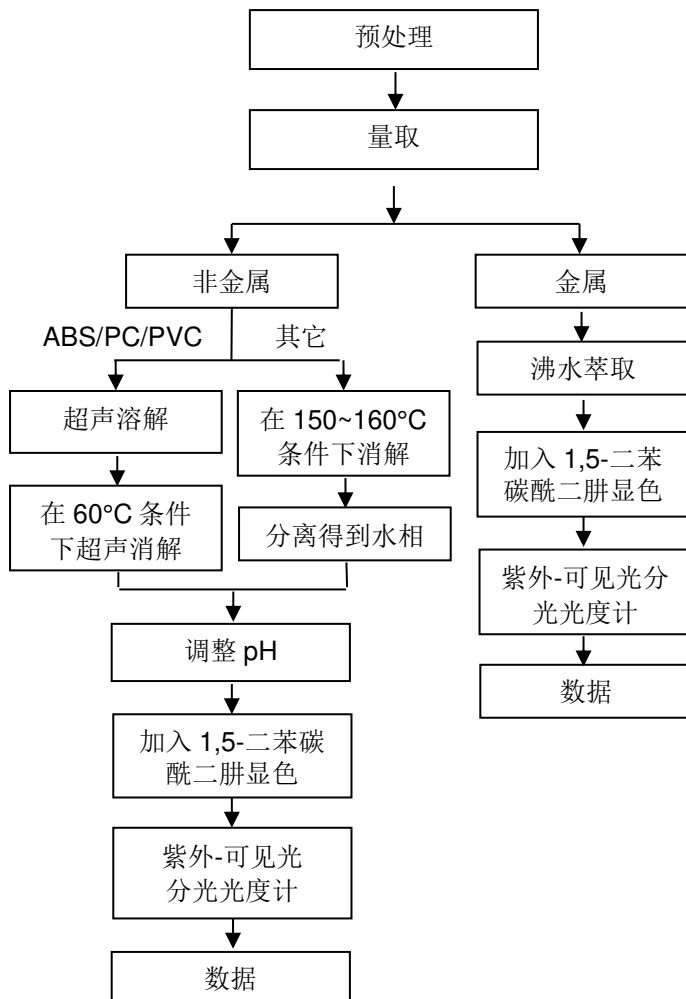 预处理
量取
非金属
金属
ABS/PC/PVC
其它
沸水萃取
超声溶解
在 150~160°C
条件下消解
加入 1,5-二苯
碳酰二肼显色
在 60°C 条件
下超声消解
分离得到水相
紫外-可见光分
光光度计
调整 pH
数据
加入 1,5-二苯碳
酰二肼显色
紫外-可见光
分光光度计
数据